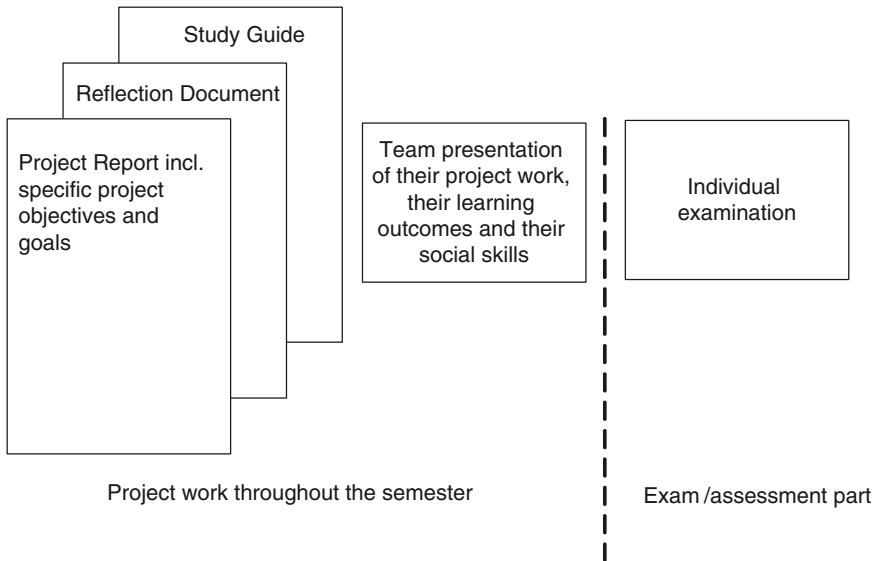 Study Guide
Reflection Document
Project Report incl.
specific project
objectives and
goals
Team presentation
of their project work,
their learning
outcomes and their
social skills
Individual
examination
Project work throughout the semester
Exam /assessment part